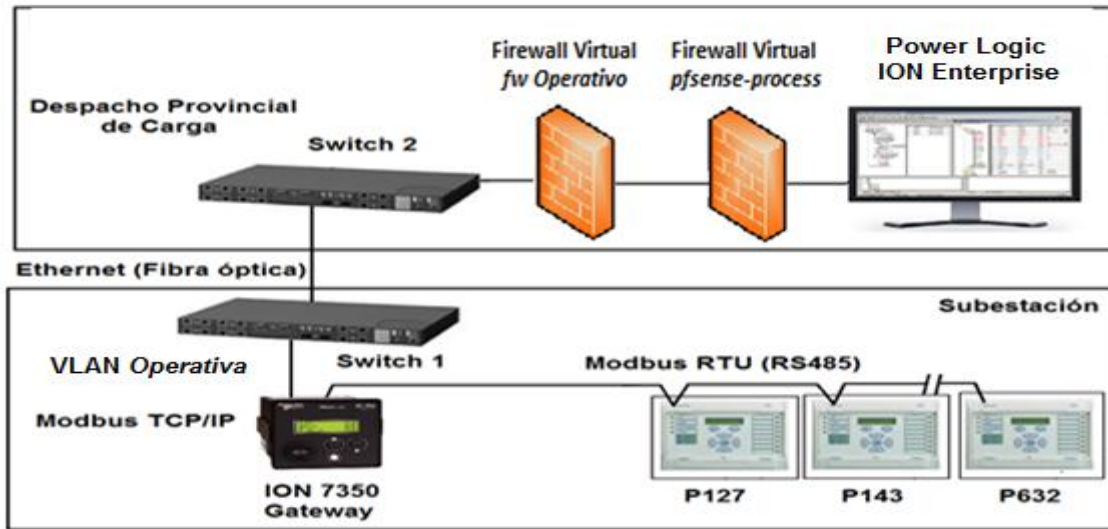 Firewall Virtual
fw Operativo
Firewall Virtual
pfsense-process
Power Logic
ION Enterprise
Despacho Provincial
de Carga
Switch 2
Ethernet (Fibra óptica)
Subestación
VLAN Operativa
Switch 1
Modbus RTU (RS485)
Modbus TCP/IP
ION 7350
Gateway
P127
P143
P632